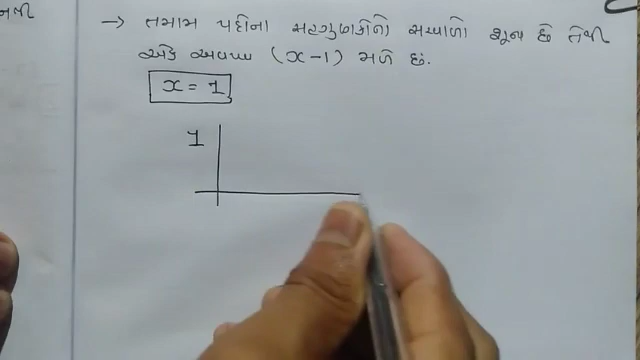 → તમામ પદોના સહગુણકોનો સરવાળો શૂન્ય છે તેથી
એક અવયવ (x-1) મળે છે.
x = 1
1